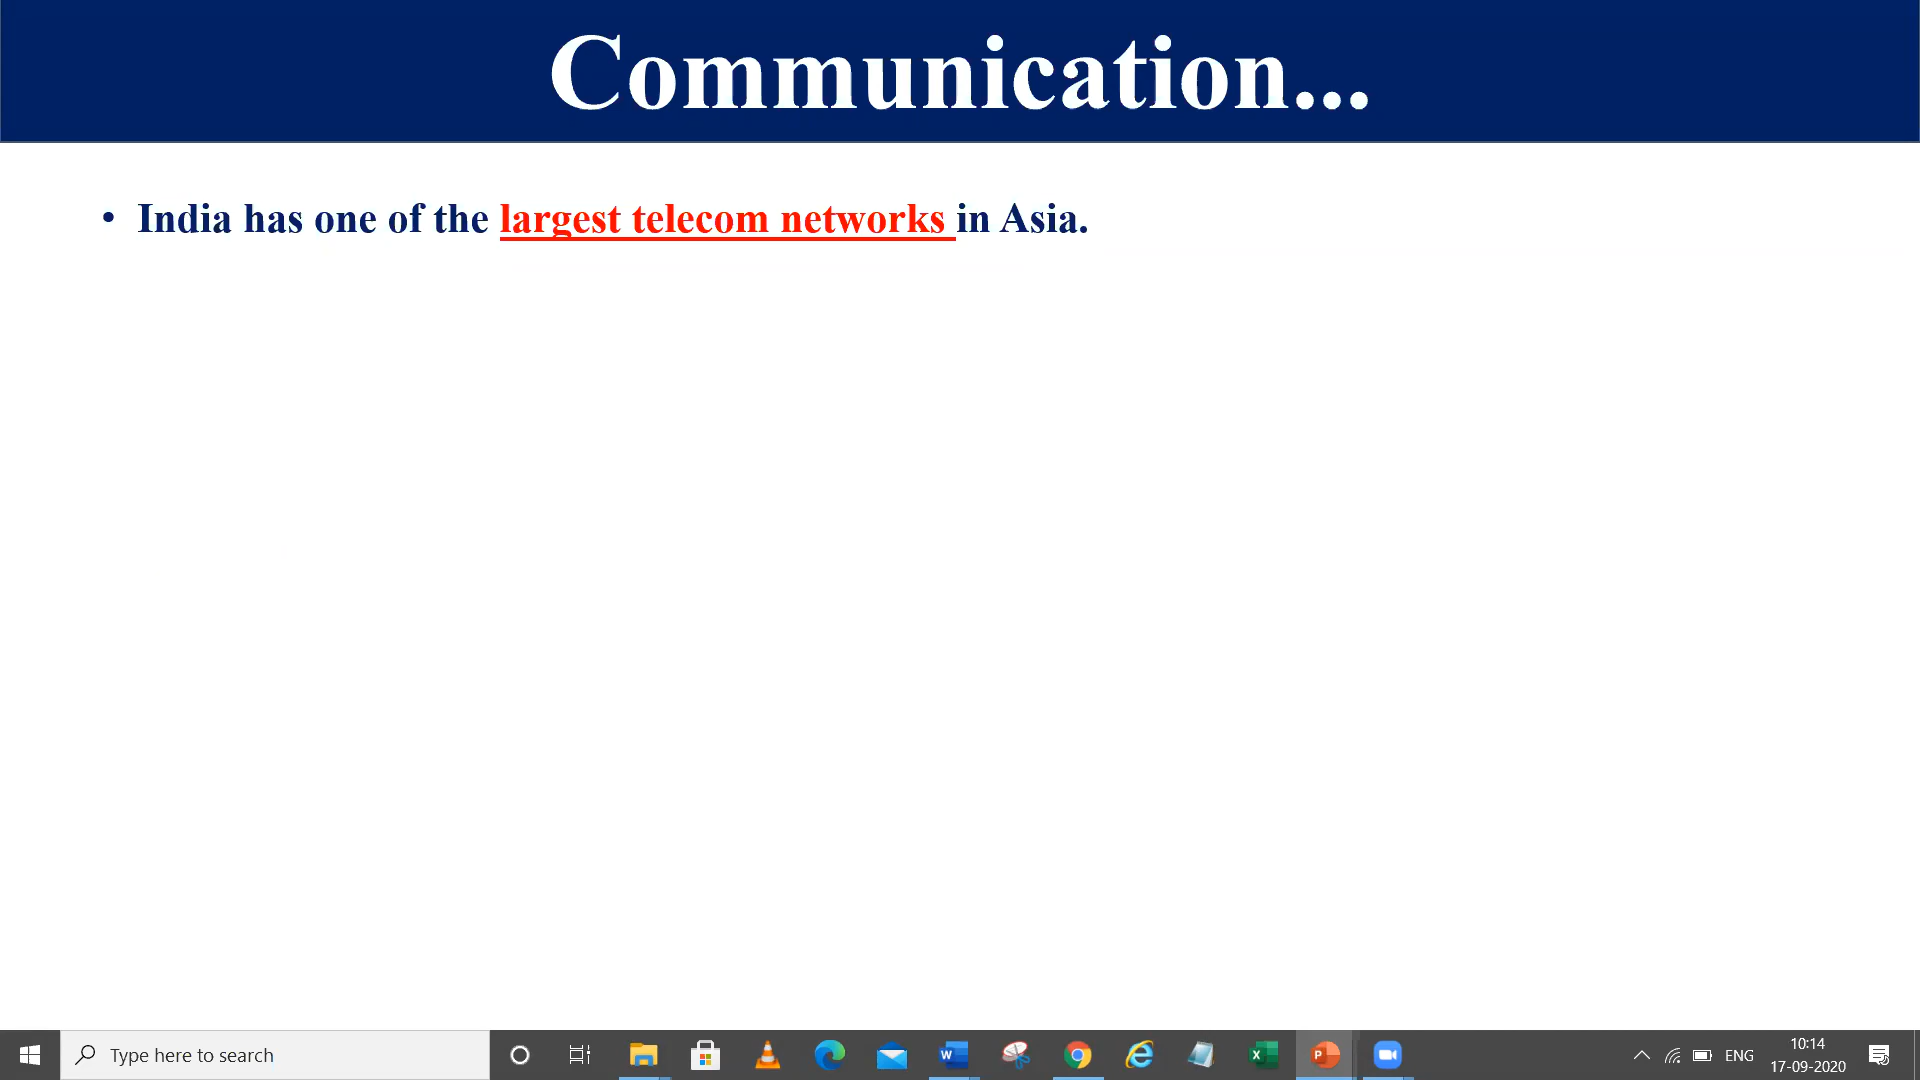 Communication...
• India has one of the largest telecom networks in Asia.
Type here to search
ENG
10:14
17-09-2020